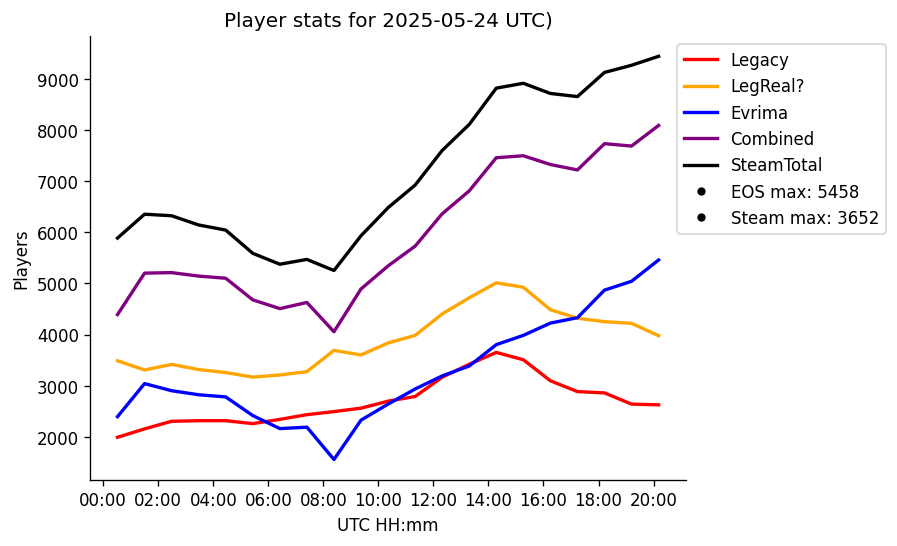 Player stats for 2025-05-24 UTC)
Legacy
LegReal?
Evrima
Combined
SteamTotal
EOS max: 5458
Steam max: 3652
Players
9000
8000
7000
6000
5000
4000
3000
2000
00:00 02:00 04:00 06:00 08:00 10:00 12:00 14:00 16:00 18:00 20:00
UTC HH:mm